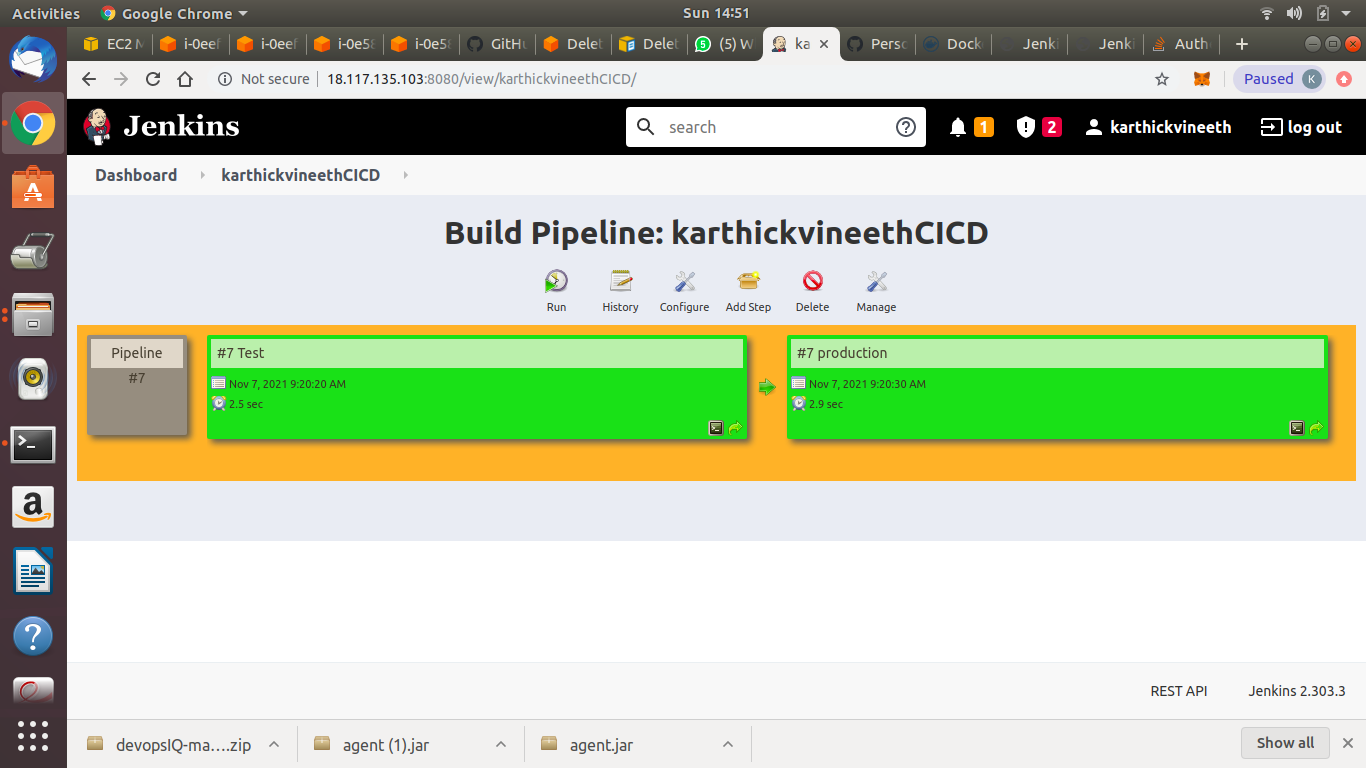 Activities
Google Chrome
Sun 14:51
EC2 M
i-0eef
i-0eef
i-0e58
i-0e58
GitHu
Delet
Delet
(5) W
ka
Perso
Dock
Jenki
Jenki
Auth
Not secure
18.117.135.103:8080/view/karthickvineethCICD/
Paused
K
Jenkins
search
1
2
karthickvineeth
log out
Dashboard
karthickvineethCICD
Build Pipeline: karthickvineethCICD
Run
History
Configure
Add Step
Delete
Manage
Pipeline
#7
#7 Test
Nov 7, 2021 9:20:20 AM
2.5 sec
#7 production
Nov 7, 2021 9:20:30 AM
2.9 sec
REST API
Jenkins 2.303.3
devopsIQ-ma....zip
agent (1).jar
agent.jar
Show all